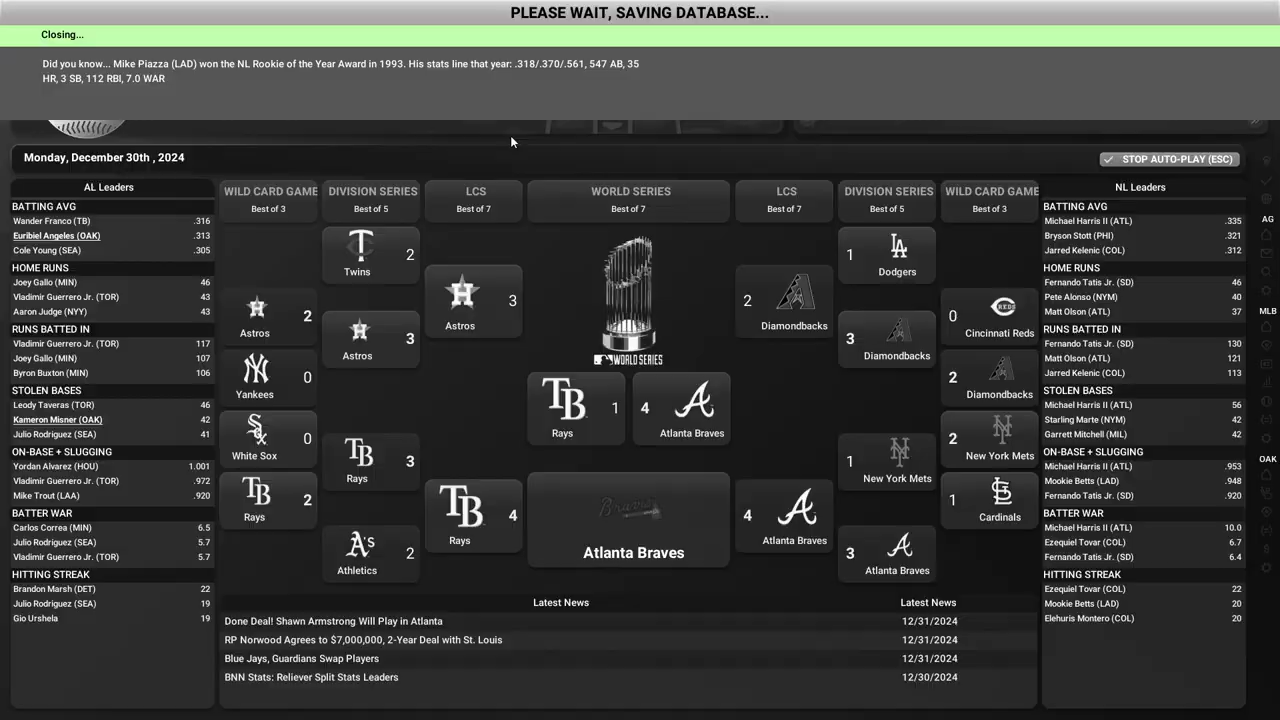 PLEASE WAIT, SAVING DATABASE...
Closing...
Did you know... Mike Piazza (LAD) won the NL Rookie of the Year Award in 1993. His stats line that year: .318/.370/.561, 547 AB, 35
HR, 3 SB, 112 RBI, 7.0 WAR
Monday, December 30th , 2024
STOP AUTO-PLAY (ESC)
AL Leaders
BATTING AVG
Wander Franco (TB) .316
Euribiel Angeles (OAK) .313
Cole Young (SEA) .305
HOME RUNS
Joey Gallo (MIN) 46
Vladimir Guerrero Jr. (TOR) 43
Aaron Judge (NYY) 43
RUNS BATTED IN
Vladimir Guerrero Jr. (TOR) 117
Joey Gallo (MIN) 107
Byron Buxton (MIN) 106
STOLEN BASES
Leody Taveras (TOR) 46
Kameron Misner (OAK) 42
Julio Rodriguez (SEA) 41
ON-BASE + SLUGGING
Yordan Alvarez (HOU) 1.001
Vladimir Guerrero Jr. (TOR) .972
Mike Trout (LAA) .920
BATTER WAR
Carlos Correa (MIN) 6.5
Julio Rodriguez (SEA) 5.7
Vladimir Guerrero Jr. (TOR) 5.7
HITTING STREAK
Brandon Marsh (DET) 22
Julio Rodriguez (SEA) 19
Gio Urshela 19
WILD CARD GAME
Best of 3
Astros 2
Yankees 0
White Sox 0
Rays 2
DIVISION SERIES
Best of 5
Twins 2
Astros 3
Rays 3
Athletics 2
LCS
Best of 7
Astros 3
Rays 4
WORLD SERIES
Best of 7
WORLD SERIES
Rays 1
4 Atlanta Braves
Braves
Atlanta Braves
LCS
Best of 7
2 Diamondbacks
4 Atlanta Braves
DIVISION SERIES
Best of 5
1 Dodgers
3 Diamondbacks
1 New York Mets
3 Atlanta Braves
WILD CARD GAME
Best of 3
0 Cincinnati Reds
2 Diamondbacks
2 New York Mets
1 Cardinals
Latest News Latest News
Done Deal! Shawn Armstrong Will Play in Atlanta 12/31/2024
RP Norwood Agrees to $7,000,000, 2-Year Deal with St. Louis 12/31/2024
Blue Jays, Guardians Swap Players 12/31/2024
BNN Stats: Reliever Split Stats Leaders 12/30/2024
NL Leaders
BATTING AVG
Michael Harris II (ATL) .335
Bryson Stott (PHI) .321
Jarred Kelenic (COL) .312
HOME RUNS
Fernando Tatis Jr. (SD) 46
Pete Alonso (NYM) 40
Matt Olson (ATL) 37
RUNS BATTED IN
Fernando Tatis Jr. (SD) 130
Matt Olson (ATL) 121
Jarred Kelenic (COL) 113
STOLEN BASES
Michael Harris II (ATL) 56
Starling Marte (NYM) 42
Garrett Mitchell (MIL) 42
ON-BASE + SLUGGING
Michael Harris II (ATL) .953
Mookie Betts (LAD) .948
Fernando Tatis Jr. (SD) .920
BATTER WAR
Michael Harris II (ATL) 10.0
Ezequiel Tovar (COL) 6.7
Fernando Tatis Jr. (SD) 6.4
HITTING STREAK
Ezequiel Tovar (COL) 22
Mookie Betts (LAD) 20
Elehuris Montero (COL) 20
AG
MLB
OAK